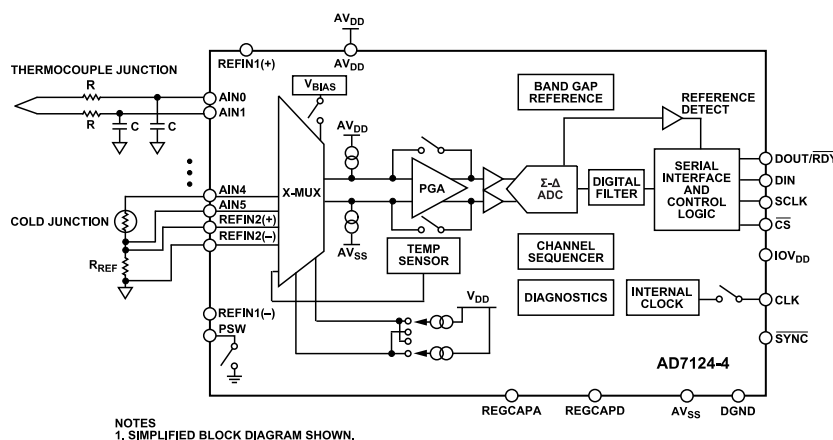 AVDD
REFIN1(+)
AVDD
THERMOCOUPLE JUNCTION
R
AIN0
R
AIN1
C
C
VBIAS
AVDD
BAND GAP
REFERENCE
REFERENCE
DETECT
X-MUX
PGA
Σ-Δ
ADC
DIGITAL
FILTER
SERIAL
INTERFACE
AND
CONTROL
LOGIC
DOUT/RDY
DIN
SCLK
CS
AIN4
AIN5
COLD JUNCTION
REFIN2(+)
REFIN2(–)
RREF
AVSS
TEMP
SENSOR
CHANNEL
SEQUENCER
IOVDD
DIAGNOSTICS
INTERNAL
CLOCK
CLK
VDD
REFIN1(–)
PSW
SYNC
AD7124-4
REGCAPA
REGCAPD
AVSS
DGND
NOTES
1. SIMPLIFIED BLOCK DIAGRAM SHOWN.